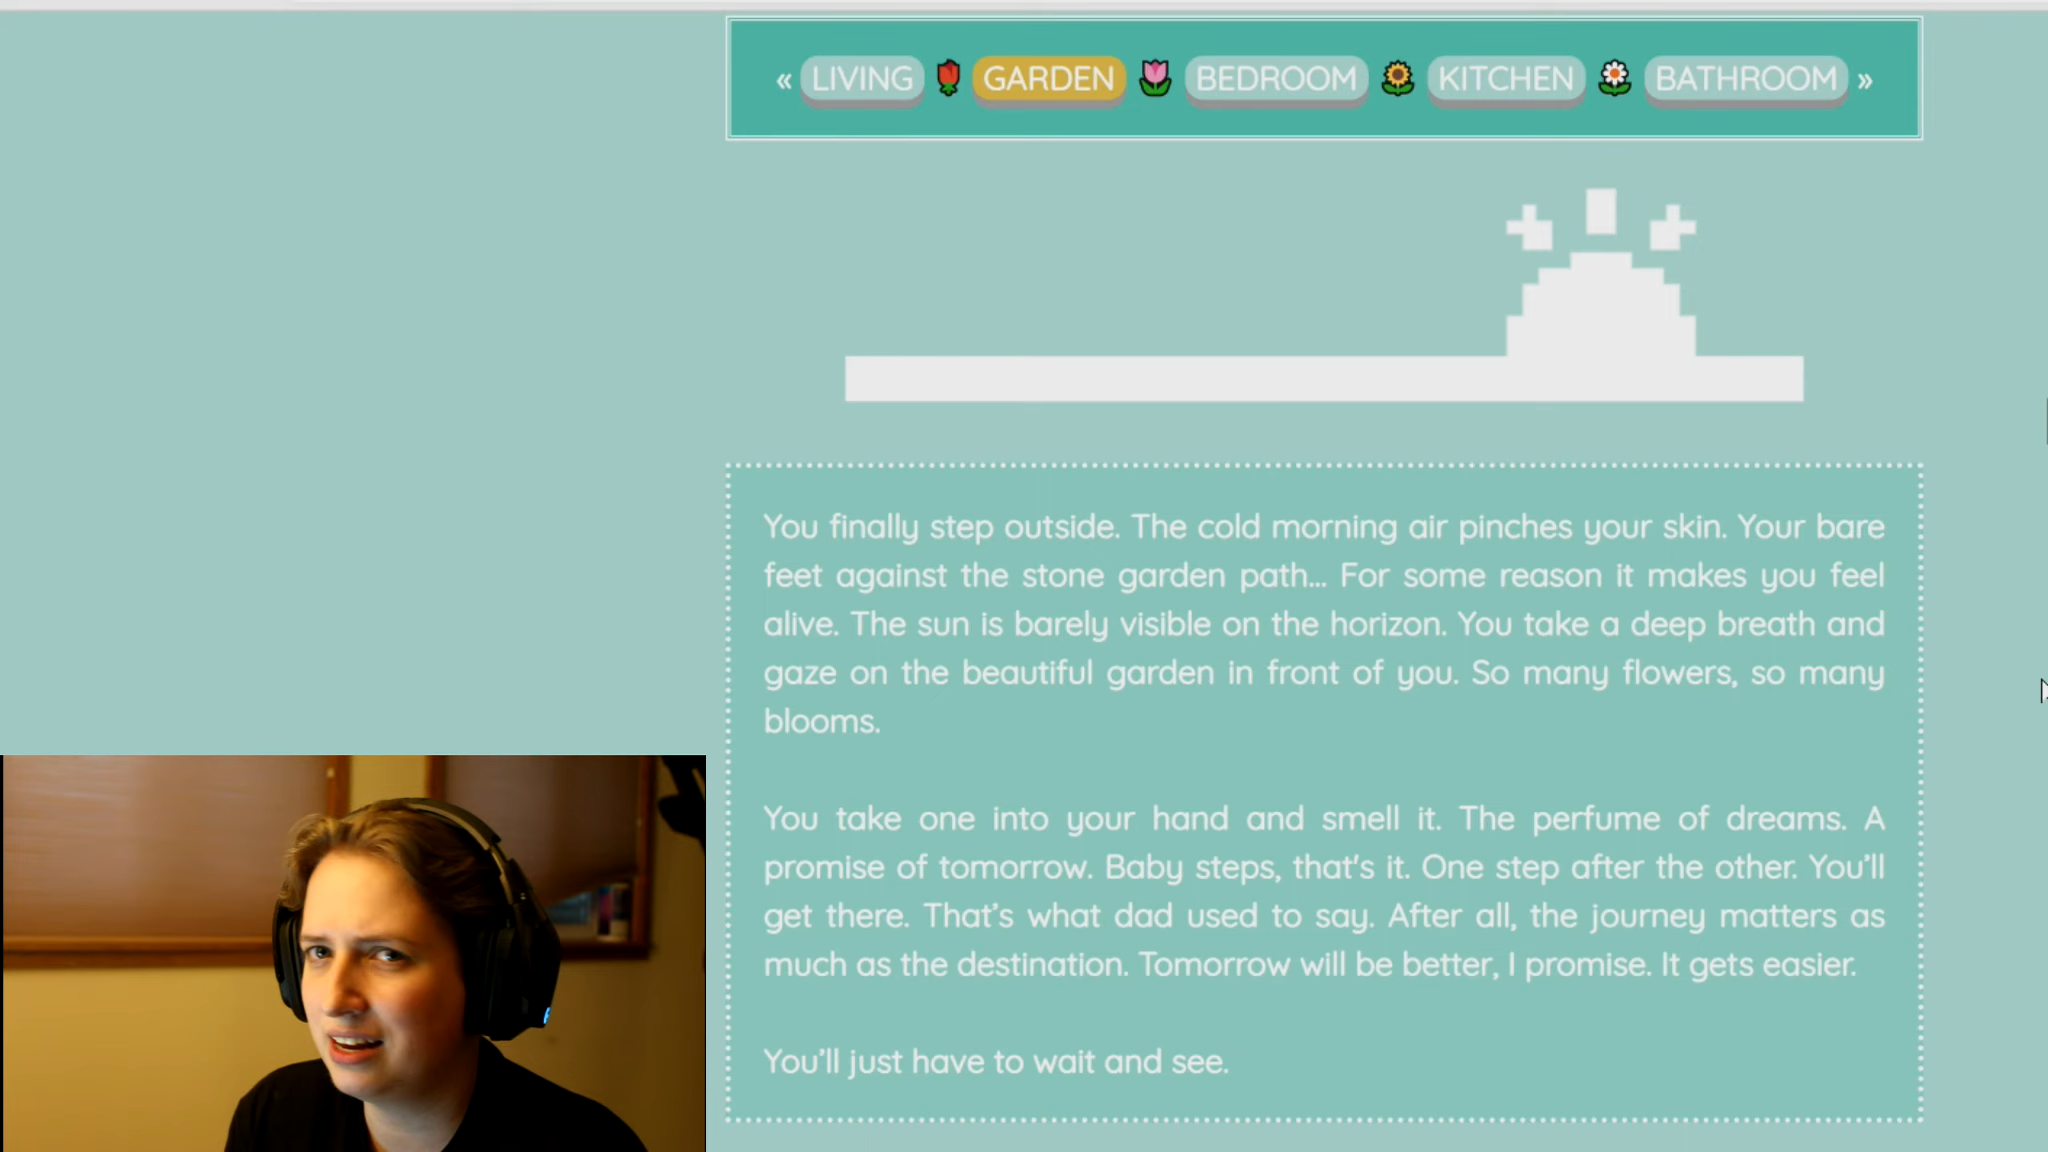 « LIVING GARDEN BEDROOM KITCHEN BATHROOM »
You finally step outside. The cold morning air pinches your skin. Your bare
feet against the stone garden path... For some reason it makes you feel
alive. The sun is barely visible on the horizon. You take a deep breath and
gaze on the beautiful garden in front of you. So many flowers, so many
blooms.
You take one into your hand and smell it. The perfume of dreams. A
promise of tomorrow. Baby steps, that's it. One step after the other. You’ll
get there. That’s what dad used to say. After all, the journey matters as
much as the destination. Tomorrow will be better, I promise. It gets easier.
You’ll just have to wait and see.